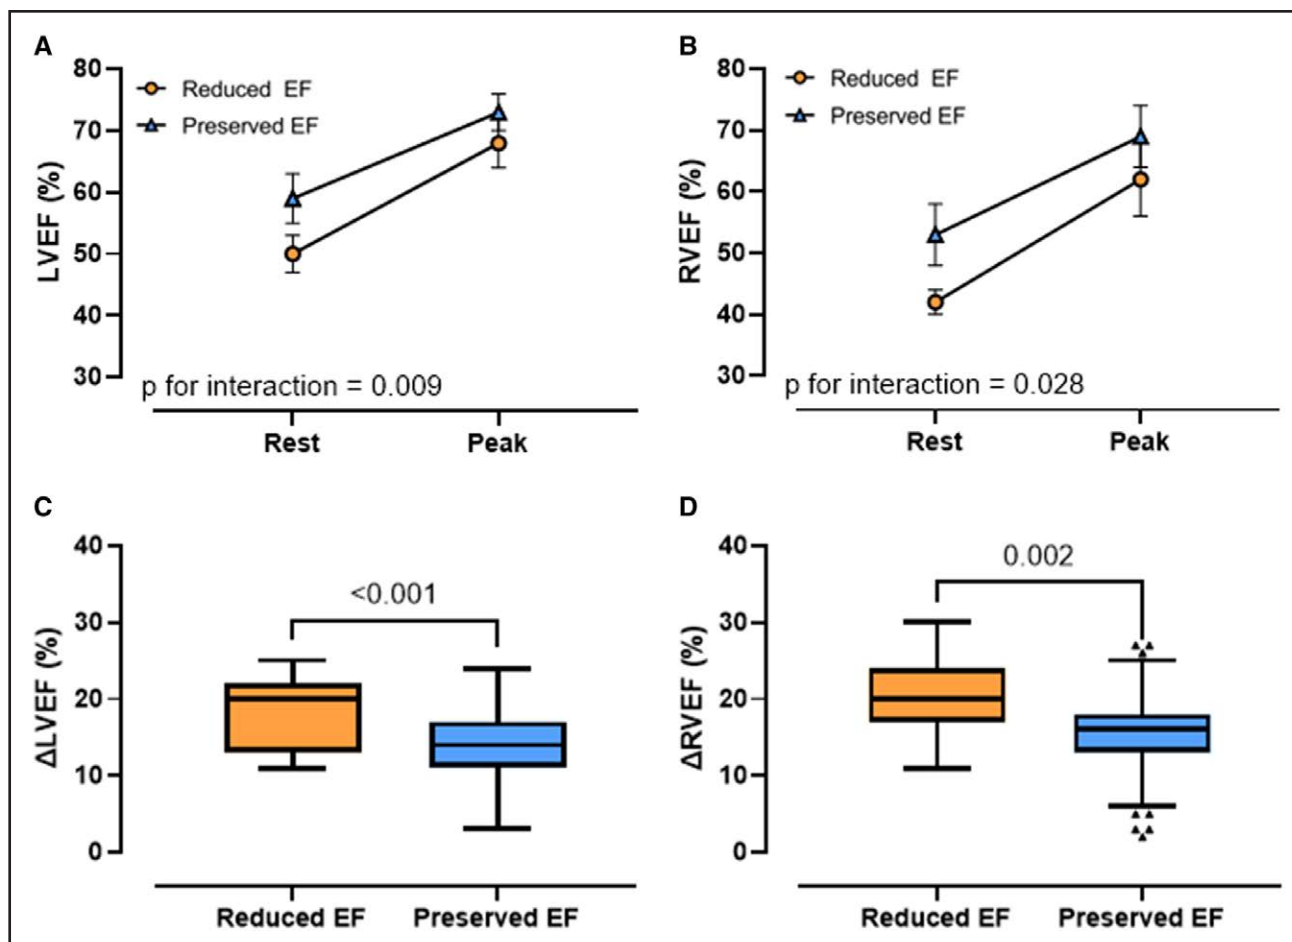 A
80
70
60
50
40
30
LVEF (%)
Reduced EF
Preserved EF
p for interaction = 0.009
Rest Peak
B
80
70
60
50
40
30
RVEF (%)
Reduced EF
Preserved EF
p for interaction = 0.028
Rest Peak
C
40
30
20
10
0
ΔLVEF (%)
<0.001
Reduced EF Preserved EF
D
40
30
20
10
0
ΔRVEF (%)
0.002
Reduced EF Preserved EF